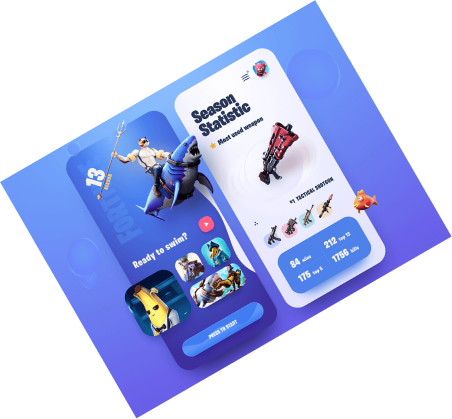 13
Ready to swim?
PRESS TO START
Season
Statistic
Most used weapon
#1 TACTICAL SHOTGUN
84 wins
212 top 10
175 top 5
1756 kills